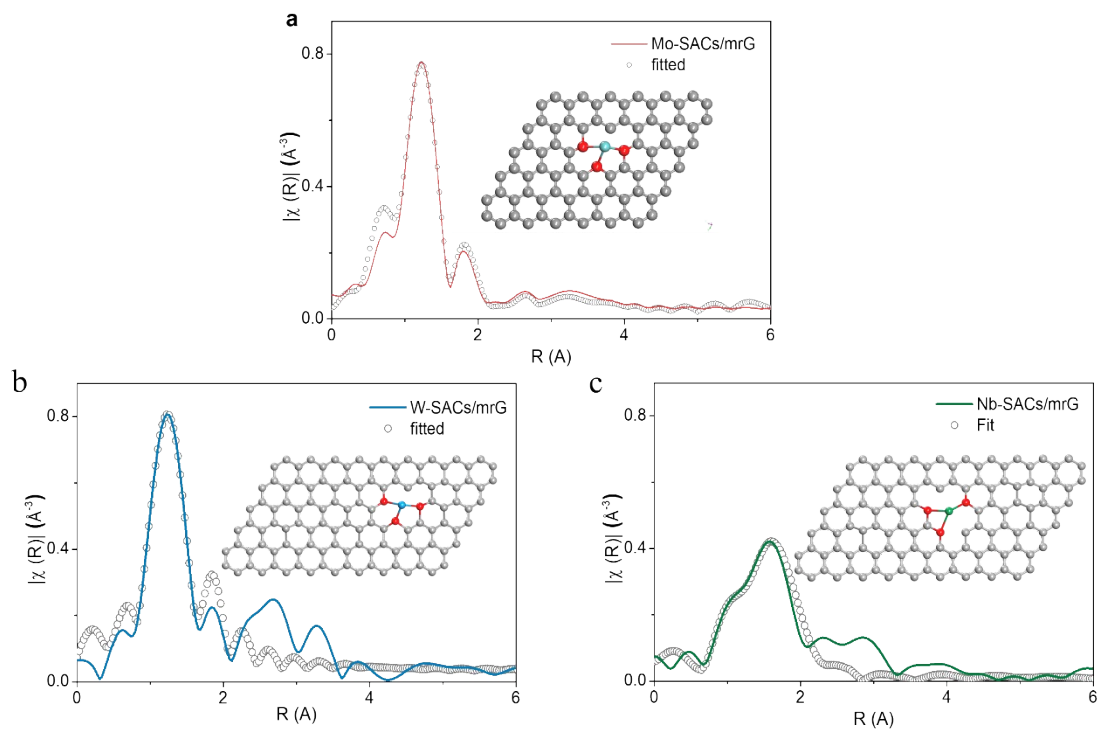 a
Mo-SACs/mrG
fitted
0.8
0.4
0.0
|χ (R)| (Å⁻³)
0 2 4 6
R (A)
b
W-SACs/mrG
fitted
0.8
0.4
0.0
|χ (R)| (Å⁻³)
0 2 4 6
R (A)
c
Nb-SACs/mrG
Fit
0.8
0.4
0.0
|χ (R)| (Å⁻³)
0 2 4 6
R (A)